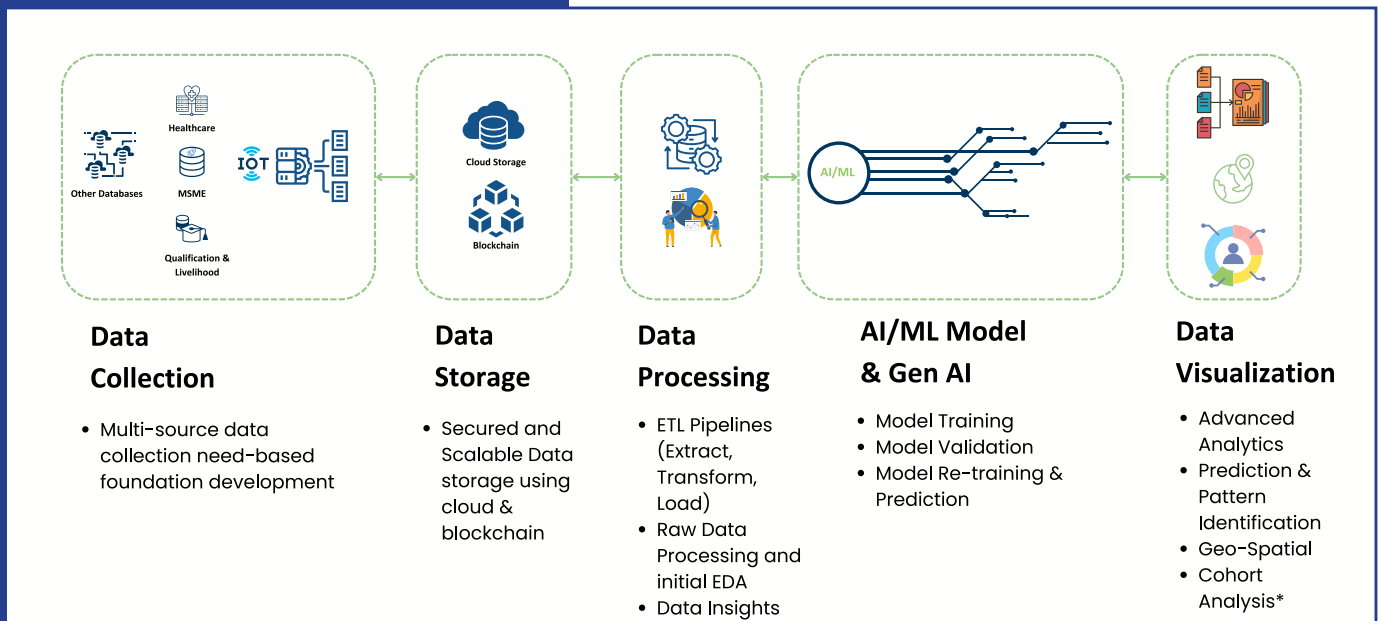 Healthcare
Other Databases
MSME
IOT
Qualification &
Livelihood
Cloud Storage
Blockchain
AI/ML
Data
Collection
• Multi-source data
collection need-based
foundation development
Data
Storage
• Secured and
Scalable Data
storage using
cloud &
blockchain
Data
Processing
• ETL Pipelines
(Extract,
Transform,
Load)
• Raw Data
Processing and
initial EDA
• Data Insights
AI/ML Model
& Gen AI
• Model Training
• Model Validation
• Model Re-training &
Prediction
Data
Visualization
• Advanced
Analytics
• Prediction &
Pattern
Identification
• Geo-Spatial
• Cohort
Analysis*